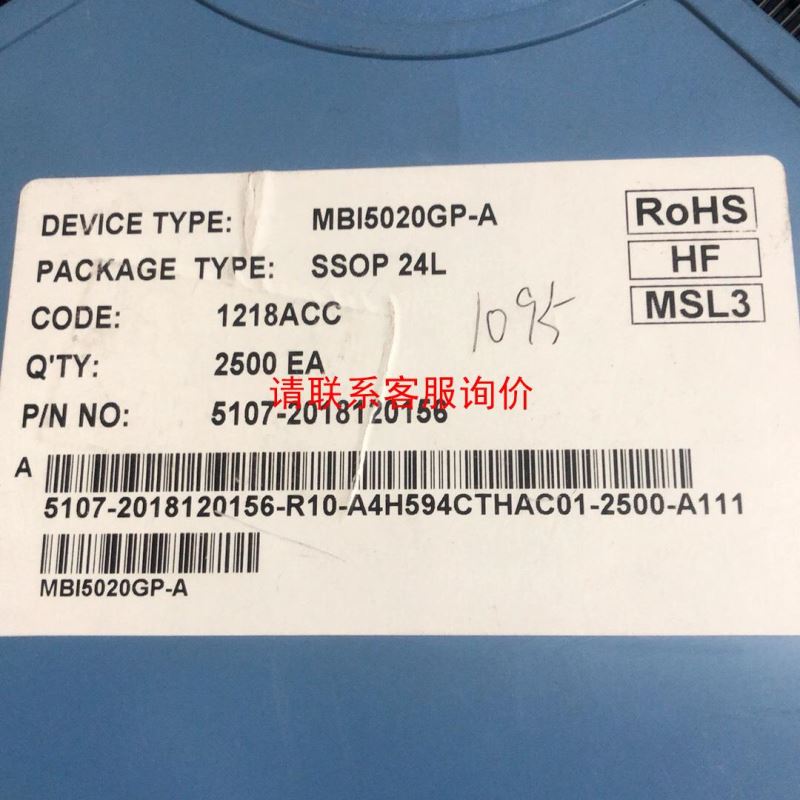 DEVICE TYPE: MBI5020GP-A
PACKAGE TYPE: SSOP 24L
CODE: 1218ACC
Q'TY: 2500 EA
P/N NO: 5107-2018120156
RoHS
HF
MSL3
1095
请联系客服询价
A
5107-2018120156-R10-A4H594CTHAC01-2500-A111
MBI5020GP-A